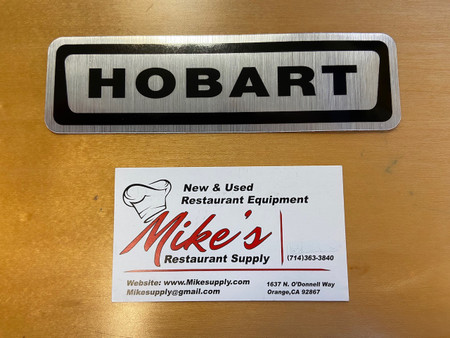 HOBART
New & Used
Restaurant Equipment
Mike's
Restaurant Supply
(714)363-3840
Website: www.Mikesupply.com
Mikesupply@gmail.com
1637 N. O'Donnell Way
Orange,CA 92867